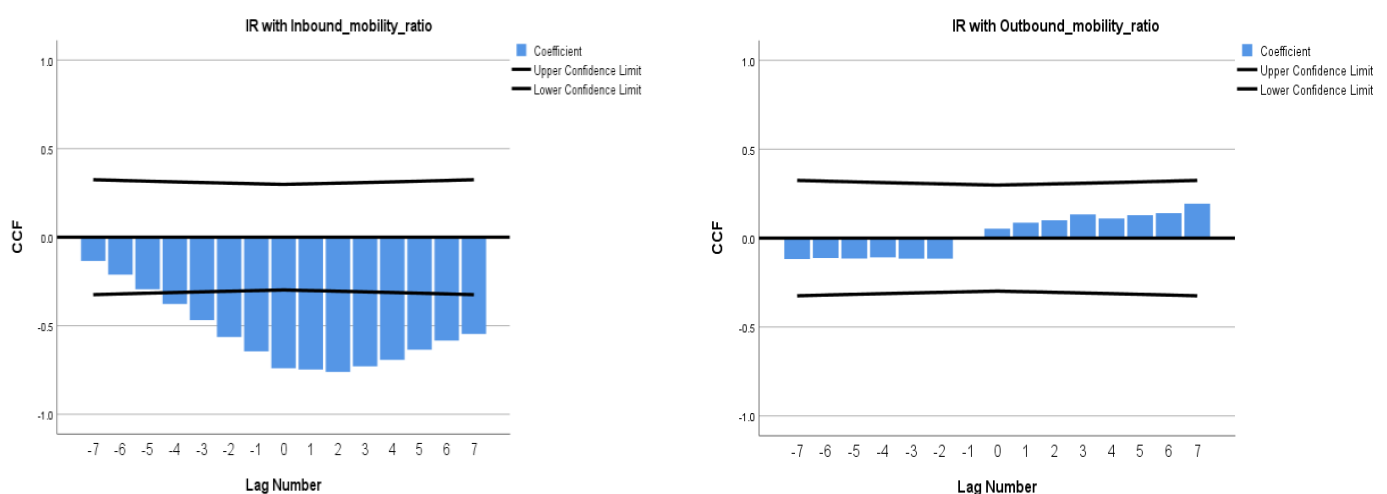 IR with Inbound_mobility_ratio
Coefficient
Upper Confidence Limit
Lower Confidence Limit
1.0
0.5
0.0
-0.5
-1.0
CCF
-7 -6 -5 -4 -3 -2 -1 0 1 2 3 4 5 6 7
Lag Number
IR with Outbound_mobility_ratio
Coefficient
Upper Confidence Limit
Lower Confidence Limit
1.0
0.5
0.0
-0.5
-1.0
CCF
-7 -6 -5 -4 -3 -2 -1 0 1 2 3 4 5 6 7
Lag Number